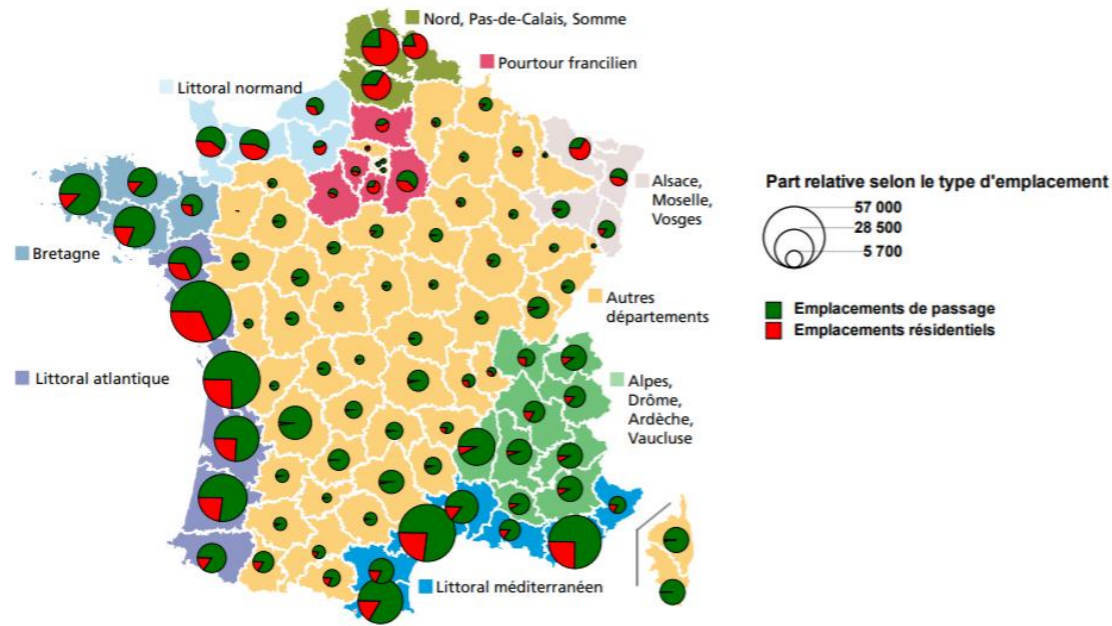 Nord, Pas-de-Calais, Somme
Pourtour francilien
Littoral normand
Alsace,
Moselle,
Vosges
Bretagne
Autres
départements
Littoral atlantique
Alpes,
Drôme,
Ardèche,
Vaucluse
Littoral méditerranéen
Part relative selon le type d'emplacement
57 000
28 500
5 700
Emplacements de passage
Emplacements résidentiels